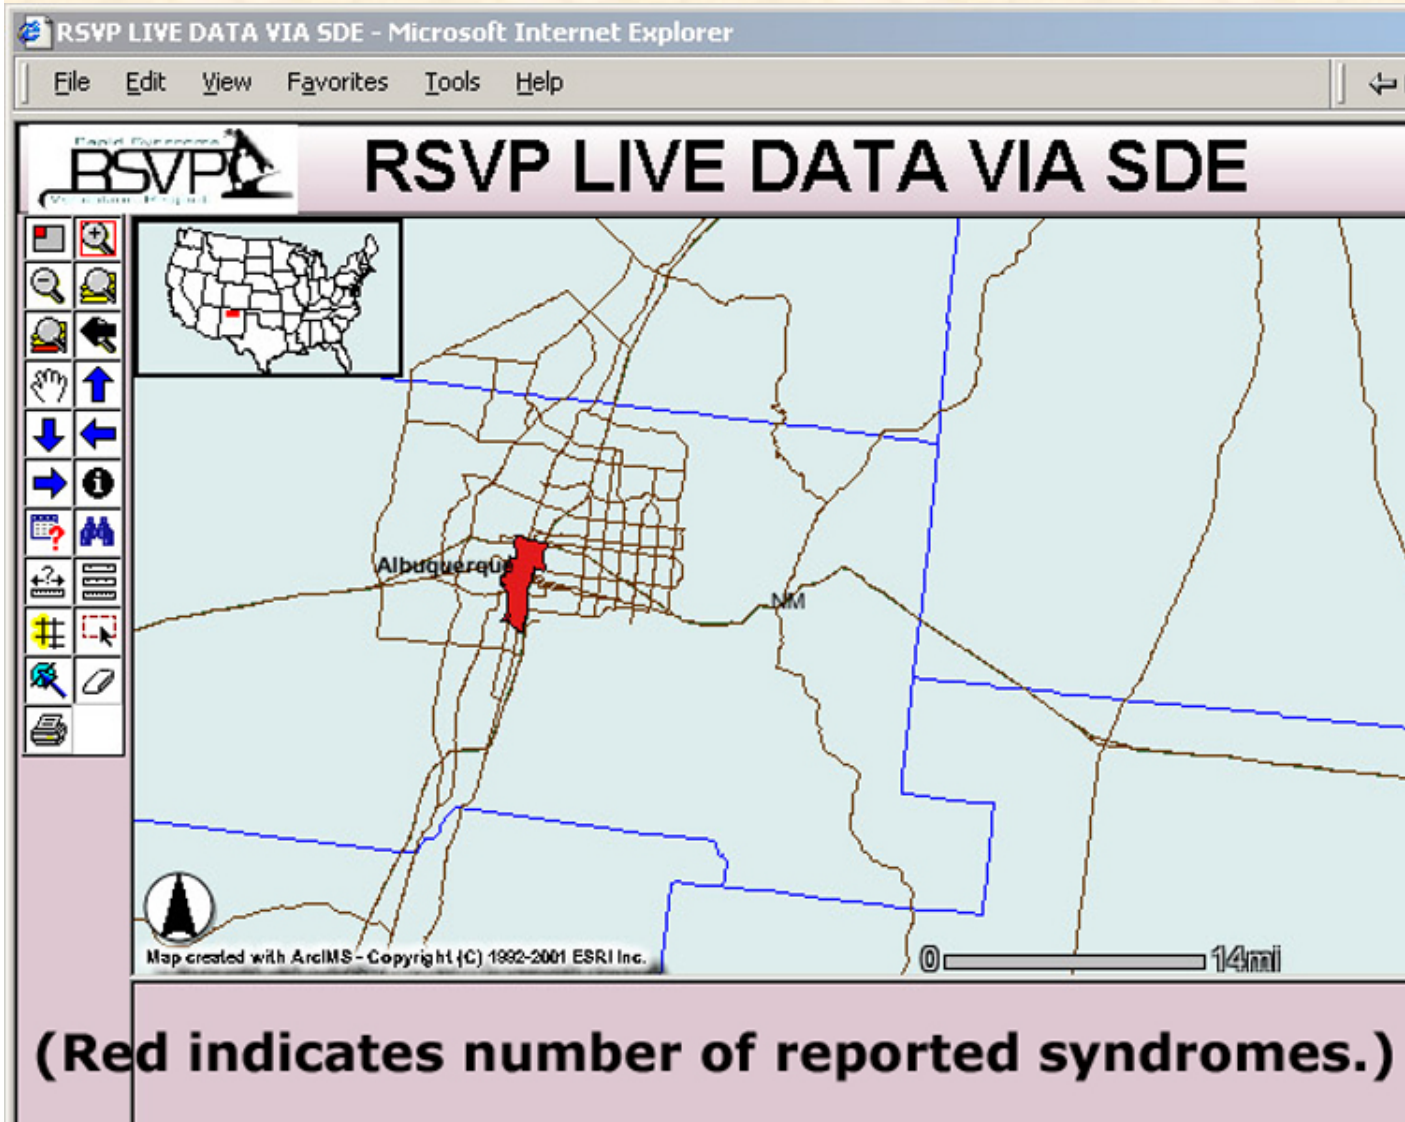 RSVP LIVE DATA VIA SDE - Microsoft Internet Explorer
File Edit View Favorites Tools Help
RSVP
RSVP LIVE DATA VIA SDE
Albuquerque
NM
Map created with ArcIMS - Copyright (C) 1992-2001 ESRI Inc.
0 14mi
(Red indicates number of reported syndromes.)